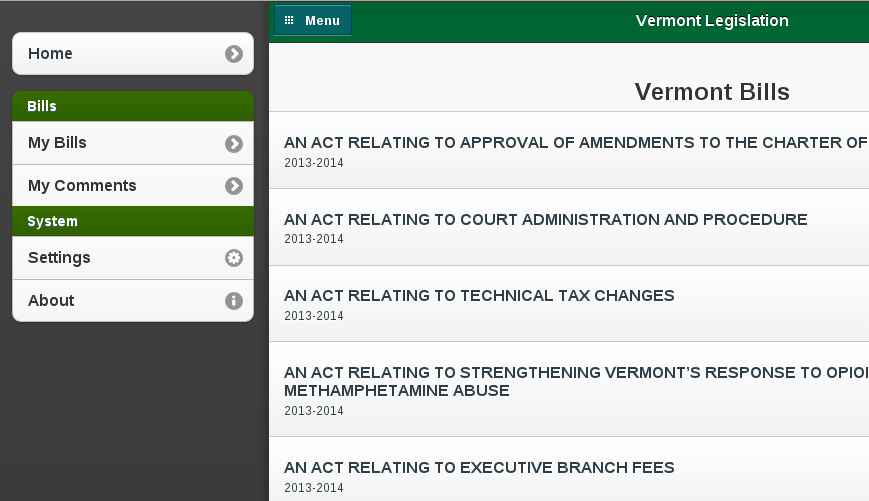 Home
Bills
My Bills
My Comments
System
Settings
About
Menu
Vermont Legislation
Vermont Bills
AN ACT RELATING TO APPROVAL OF AMENDMENTS TO THE CHARTER OF
2013-2014
AN ACT RELATING TO COURT ADMINISTRATION AND PROCEDURE
2013-2014
AN ACT RELATING TO TECHNICAL TAX CHANGES
2013-2014
AN ACT RELATING TO STRENGTHENING VERMONT’S RESPONSE TO
METHAMPHETAMINE ABUSE
2013-2014
AN ACT RELATING TO EXECUTIVE BRANCH FEES
2013-2014